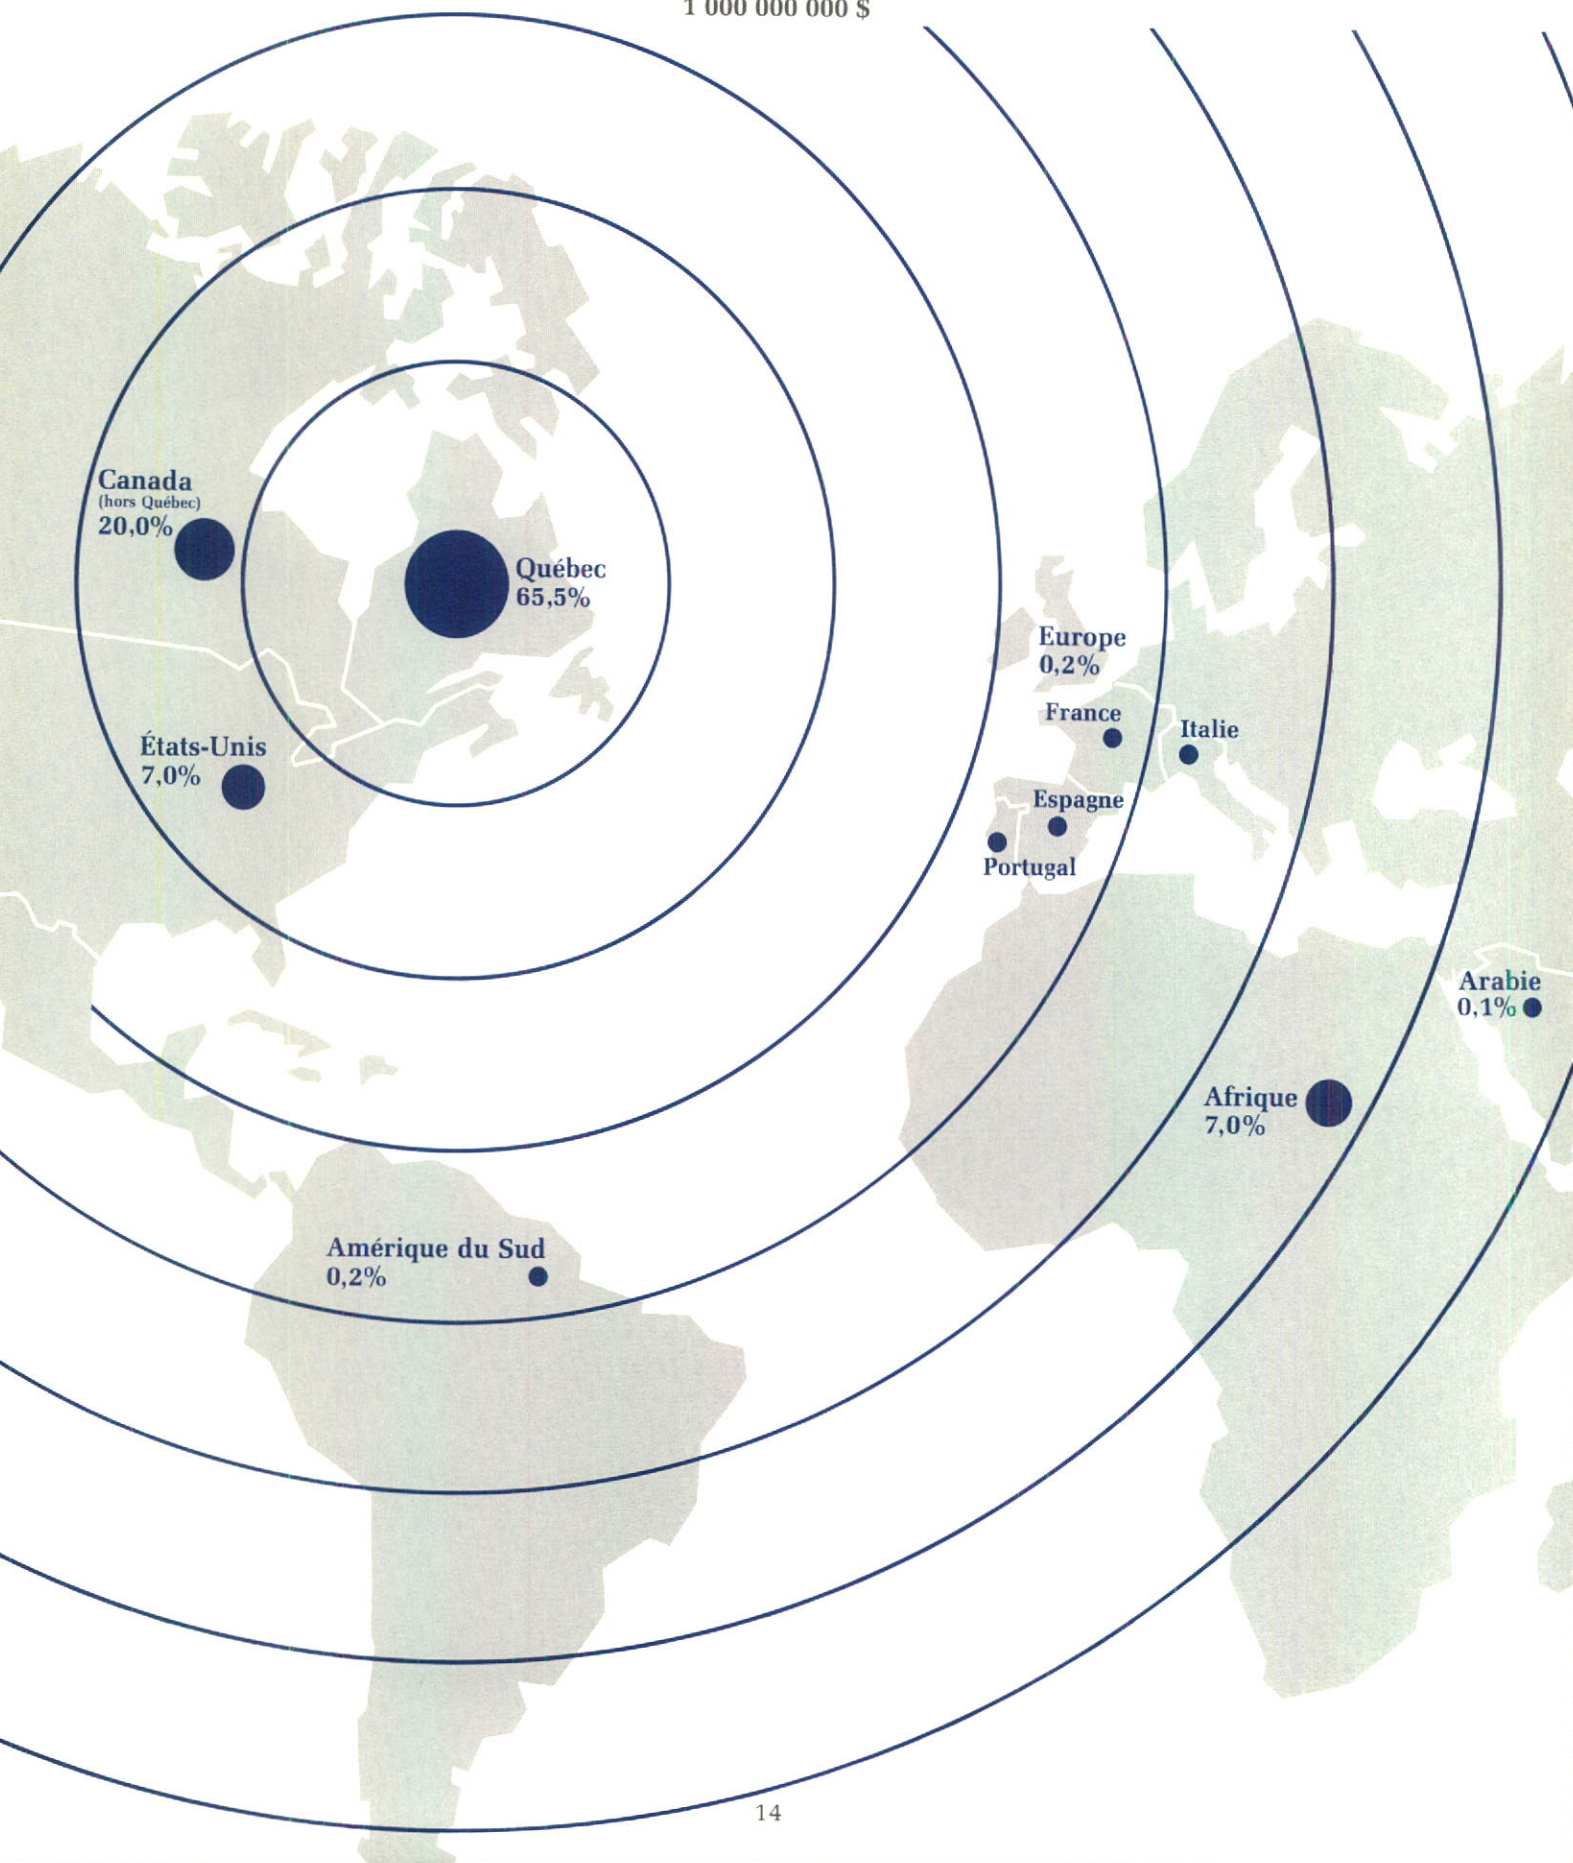 1 000 000 000 $
Canada
(hors Québec)
20,0%
Québec
65,5%
États-Unis
7,0%
Europe
0,2%
France
Italie
Espagne
Portugal
Arabie
0,1%
Afrique
7,0%
Amérique du Sud
0,2%
14